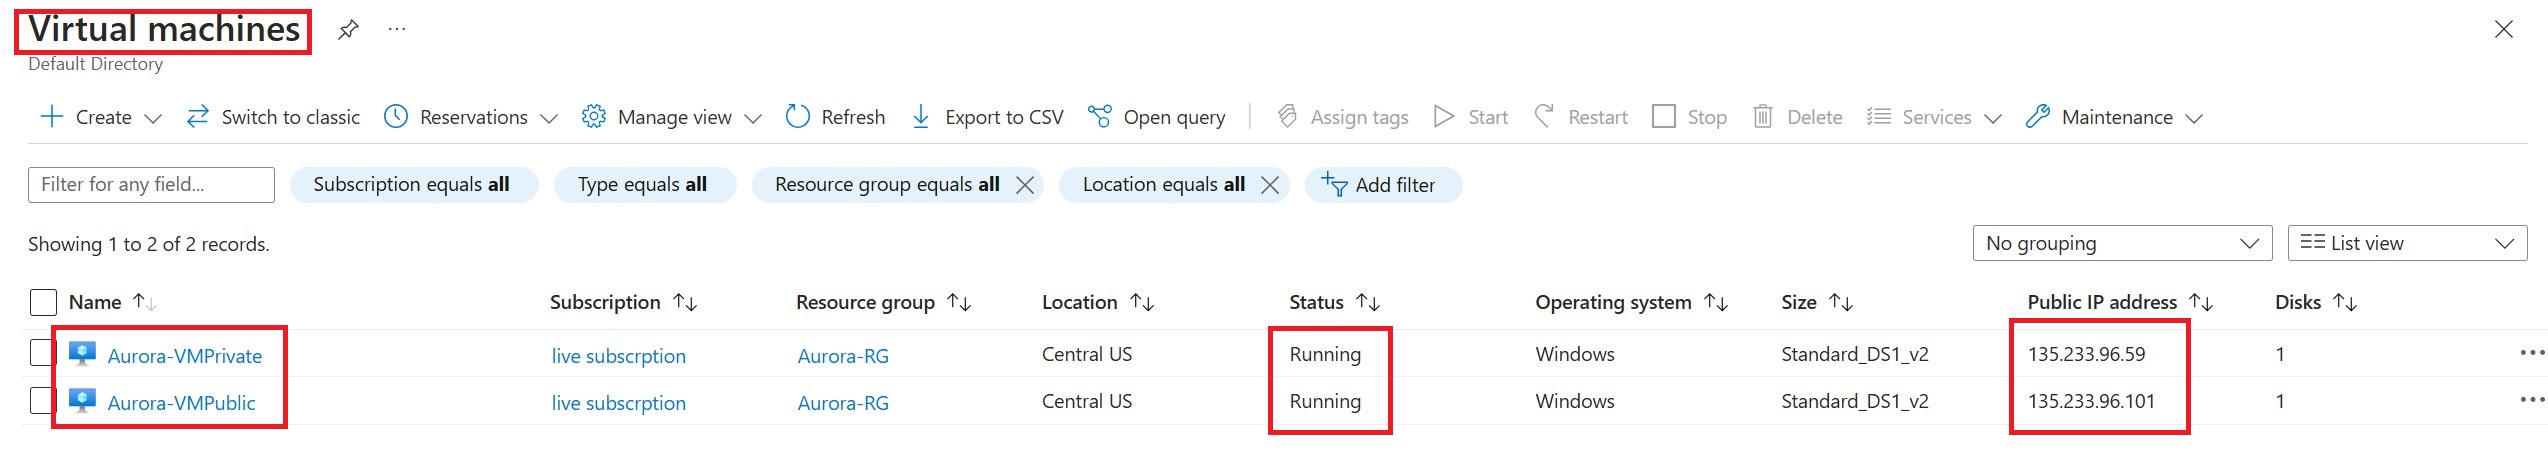 Virtual machines ...
Default Directory
Create Switch to classic Reservations Manage view Refresh Export to CSV Open query Assign tags Start Restart Stop Delete Services Maintenance
Filter for any field... Subscription equals all Type equals all Resource group equals all Location equals all Add filter
Showing 1 to 2 of 2 records. No grouping List view
Name Subscription Resource group Location Status Operating system Size Public IP address Disks
Aurora-VMPrivate live subscrption Aurora-RG Central US Running Windows Standard_DS1_v2 135.233.96.59 1 ...
Aurora-VMPublic live subscrption Aurora-RG Central US Running Windows Standard_DS1_v2 135.233.96.101 1 ...